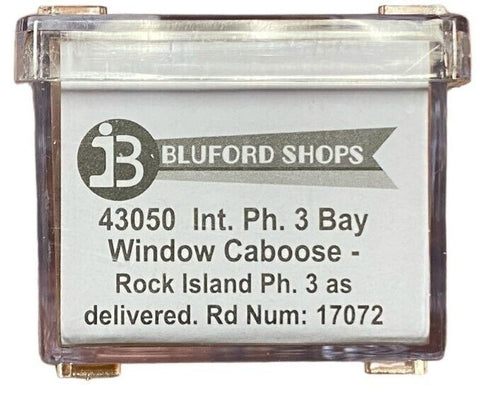 BLUFORD SHOPS
43050 Int. Ph. 3 Bay
Window Caboose -
Rock Island Ph. 3 as
delivered. Rd Num: 17072